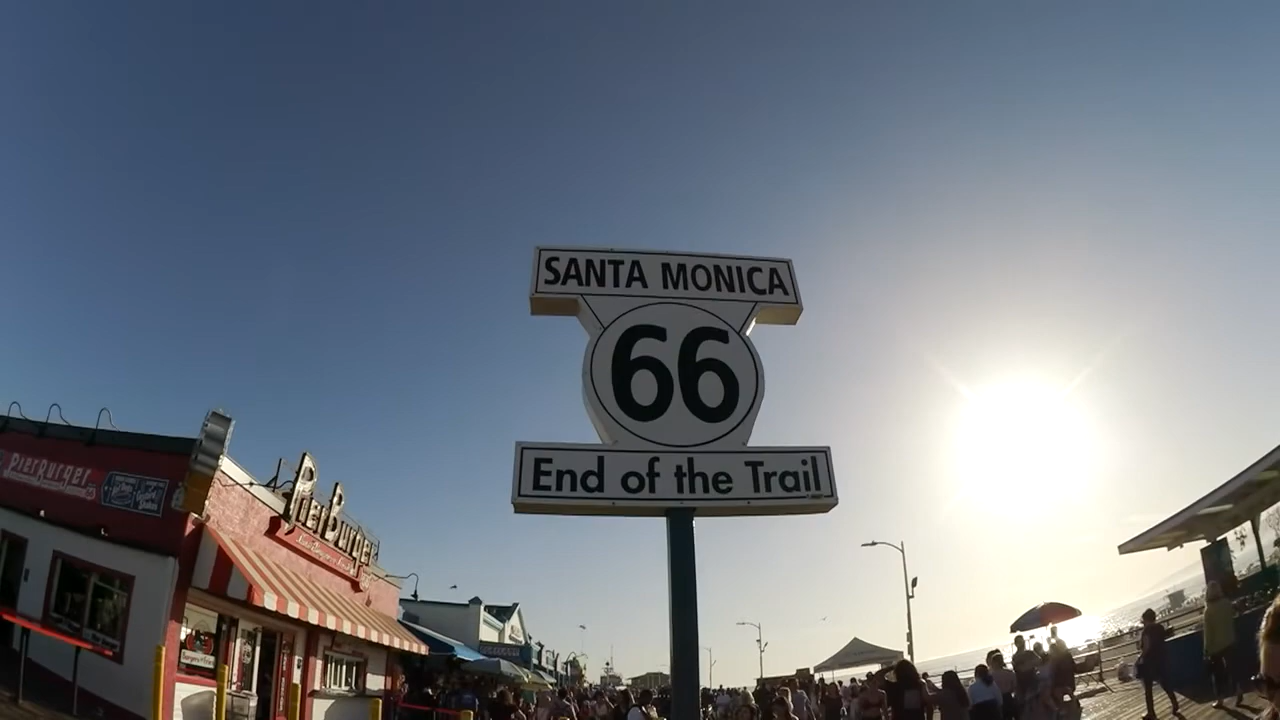 SANTA MONICA
66
End of the Trail
PierBurger
PierBurger